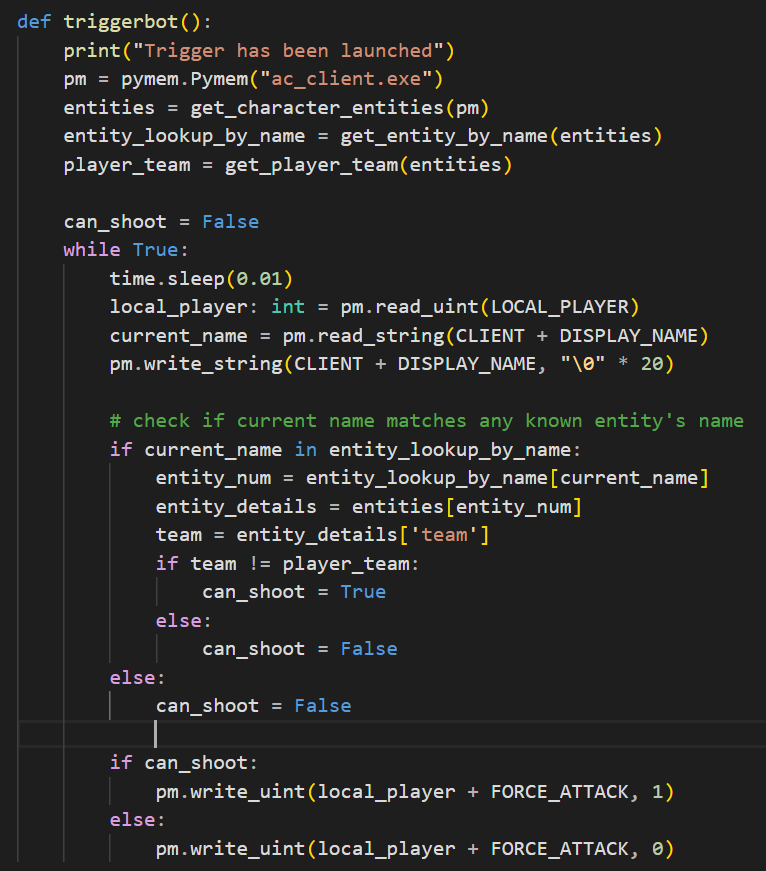 def triggerbot():
    print("Trigger has been launched")
    pm = pymem.Pymem("ac_client.exe")
    entities = get_character_entities(pm)
    entity_lookup_by_name = get_entity_by_name(entities)
    player_team = get_player_team(entities)

    can_shoot = False
    while True:
        time.sleep(0.01)
        local_player: int = pm.read_uint(LOCAL_PLAYER)
        current_name = pm.read_string(CLIENT + DISPLAY_NAME)
        pm.write_string(CLIENT + DISPLAY_NAME, "\0" * 20)

        # check if current name matches any known entity's name
        if current_name in entity_lookup_by_name:
            entity_num = entity_lookup_by_name[current_name]
            entity_details = entities[entity_num]
            team = entity_details['team']
            if team != player_team:
                can_shoot = True
            else:
                can_shoot = False
        else:
            can_shoot = False

        if can_shoot:
            pm.write_uint(local_player + FORCE_ATTACK, 1)
        else:
            pm.write_uint(local_player + FORCE_ATTACK, 0)